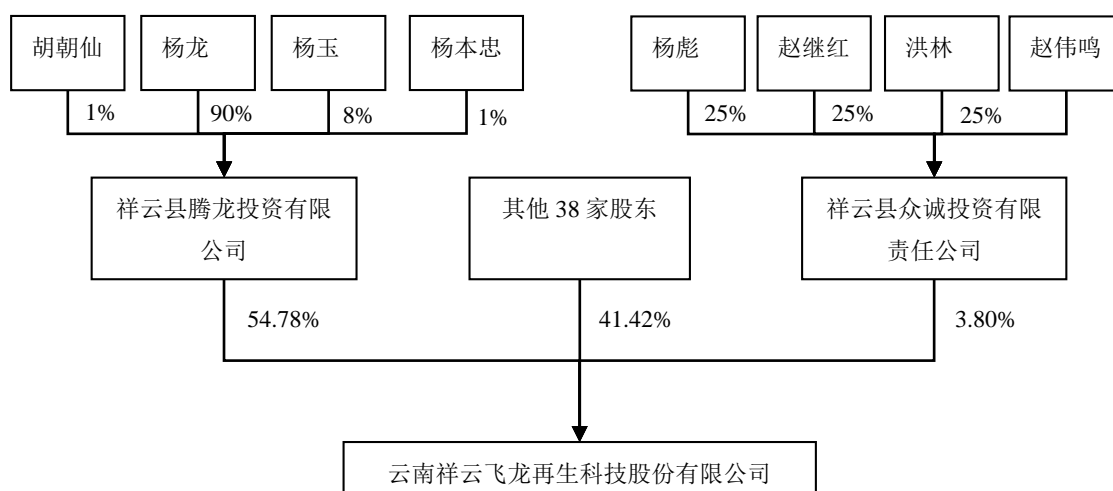 胡朝仙 杨龙 杨玉 杨本忠 杨彪 赵继红 洪林 赵伟鸣
1% 90% 8% 1% 25% 25% 25%
祥云县腾龙投资有限
公司
其他 38 家股东
祥云县众诚投资有限
责任公司
54.78% 41.42% 3.80%
云南祥云飞龙再生科技股份有限公司